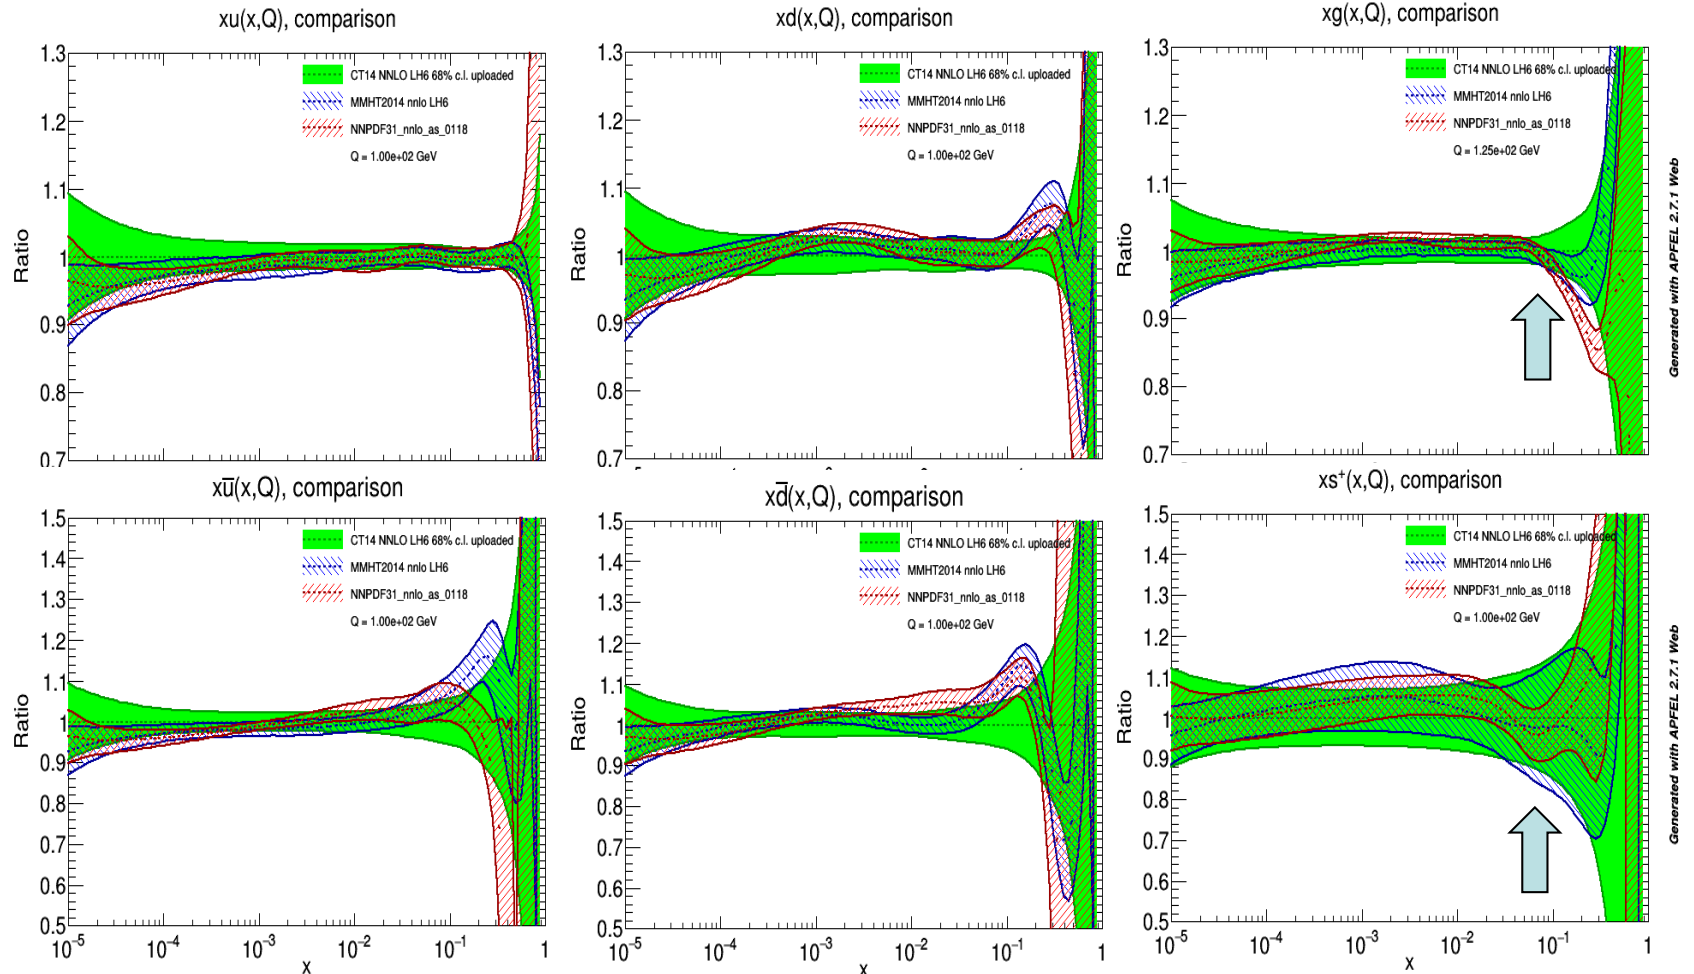 xu(x,Q), comparison
1.3
1.2
1.1
1
0.9
0.8
0.7
Ratio
CT14 NNLO LH6 68% c.l. uploaded
MMHT2014 nnlo LH6
NNPDF31_nnlo_as_0118
Q = 1.00e+02 GeV
xd(x,Q), comparison
1.3
1.2
1.1
1
0.9
0.8
0.7
Ratio
CT14 NNLO LH6 68% c.l. uploaded
MMHT2014 nnlo LH6
NNPDF31_nnlo_as_0118
Q = 1.00e+02 GeV
xg(x,Q), comparison
1.3
1.2
1.1
1
0.9
0.8
0.7
Ratio
CT14 NNLO LH6 68% c.l. uploaded
MMHT2014 nnlo LH6
NNPDF31_nnlo_as_0118
Q = 1.25e+02 GeV
Generated with APFEL 2.7.1 Web
xu̅(x,Q), comparison
1.5
1.4
1.3
1.2
1.1
1
0.9
0.8
0.7
0.6
0.5
Ratio
CT14 NNLO LH6 68% c.l. uploaded
MMHT2014 nnlo LH6
NNPDF31_nnlo_as_0118
Q = 1.00e+02 GeV
10⁻⁵ 10⁻⁴ 10⁻³ 10⁻² 10⁻¹ 1
x
xd̅(x,Q), comparison
1.5
1.4
1.3
1.2
1.1
1
0.9
0.8
0.7
0.6
0.5
Ratio
CT14 NNLO LH6 68% c.l. uploaded
MMHT2014 nnlo LH6
NNPDF31_nnlo_as_0118
Q = 1.00e+02 GeV
10⁻⁵ 10⁻⁴ 10⁻³ 10⁻² 10⁻¹ 1
x
xs⁺(x,Q), comparison
1.5
1.4
1.3
1.2
1.1
1
0.9
0.8
0.7
0.6
0.5
Ratio
CT14 NNLO LH6 68% c.l. uploaded
MMHT2014 nnlo LH6
NNPDF31_nnlo_as_0118
Q = 1.00e+02 GeV
10⁻⁵ 10⁻⁴ 10⁻³ 10⁻² 10⁻¹ 1
x
Generated with APFEL 2.7.1 Web